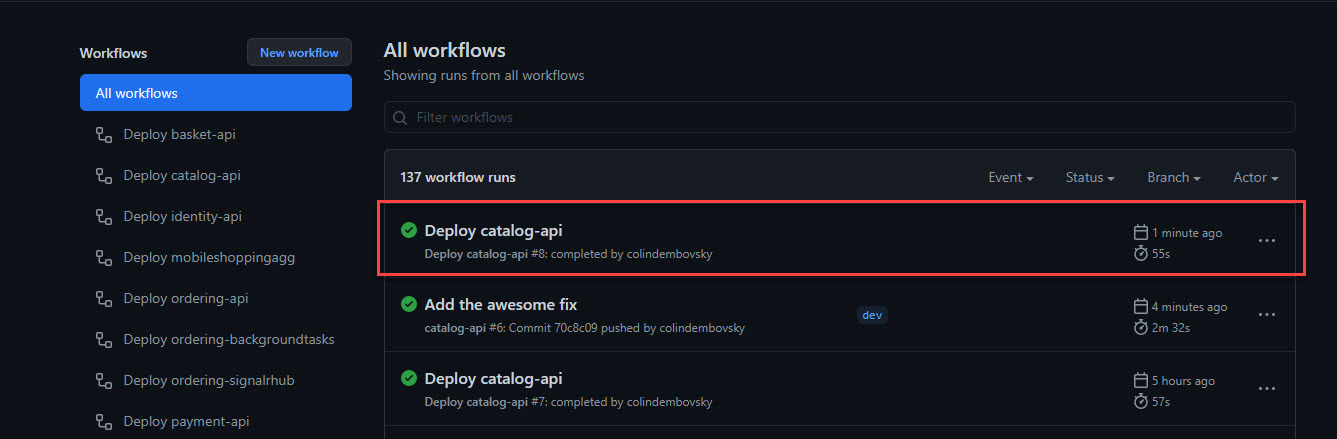 Workflows
New workflow
All workflows
Deploy basket-api
Deploy catalog-api
Deploy identity-api
Deploy mobileshoppingagg
Deploy ordering-api
Deploy ordering-backgroundtasks
Deploy ordering-signalrhub
Deploy payment-api
All workflows
Showing runs from all workflows
Filter workflows
137 workflow runs Event Status Branch Actor
Deploy catalog-api 1 minute ago
Deploy catalog-api #8: completed by colindembovsky 55s
Add the awesome fix dev 4 minutes ago
catalog-api #6: Commit 70c8c09 pushed by colindembovsky 2m 32s
Deploy catalog-api 5 hours ago
Deploy catalog-api #7: completed by colindembovsky 57s